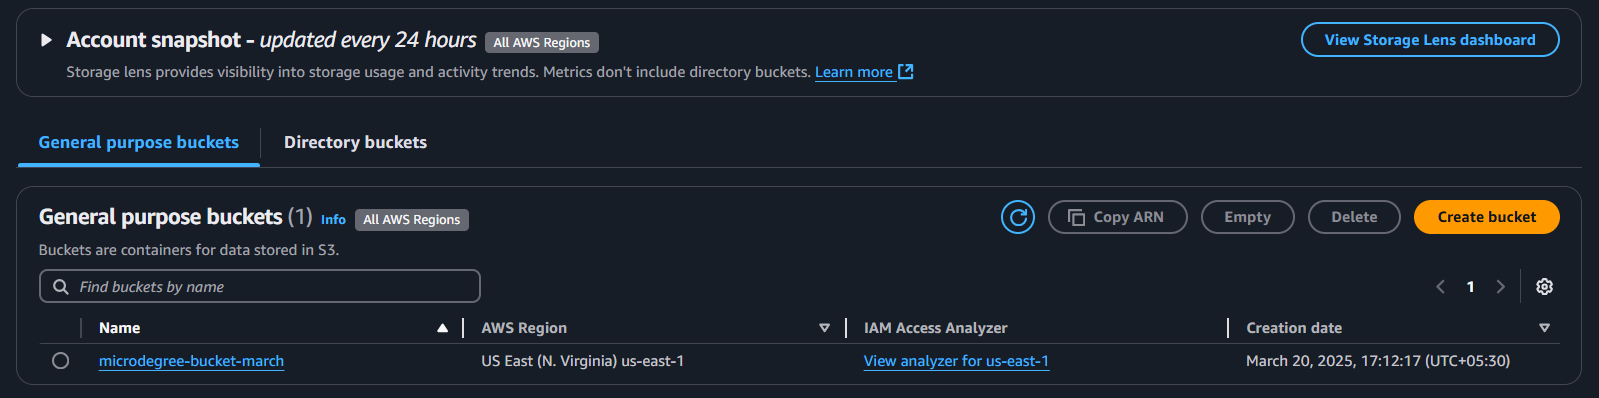 Account snapshot - updated every 24 hours All AWS Regions View Storage Lens dashboard
Storage lens provides visibility into storage usage and activity trends. Metrics don't include directory buckets. Learn more
General purpose buckets Directory buckets
General purpose buckets (1) Info All AWS Regions Copy ARN Empty Delete Create bucket
Buckets are containers for data stored in S3.
Find buckets by name 1
Name AWS Region IAM Access Analyzer Creation date
microdegree-bucket-march US East (N. Virginia) us-east-1 View analyzer for us-east-1 March 20, 2025, 17:12:17 (UTC+05:30)